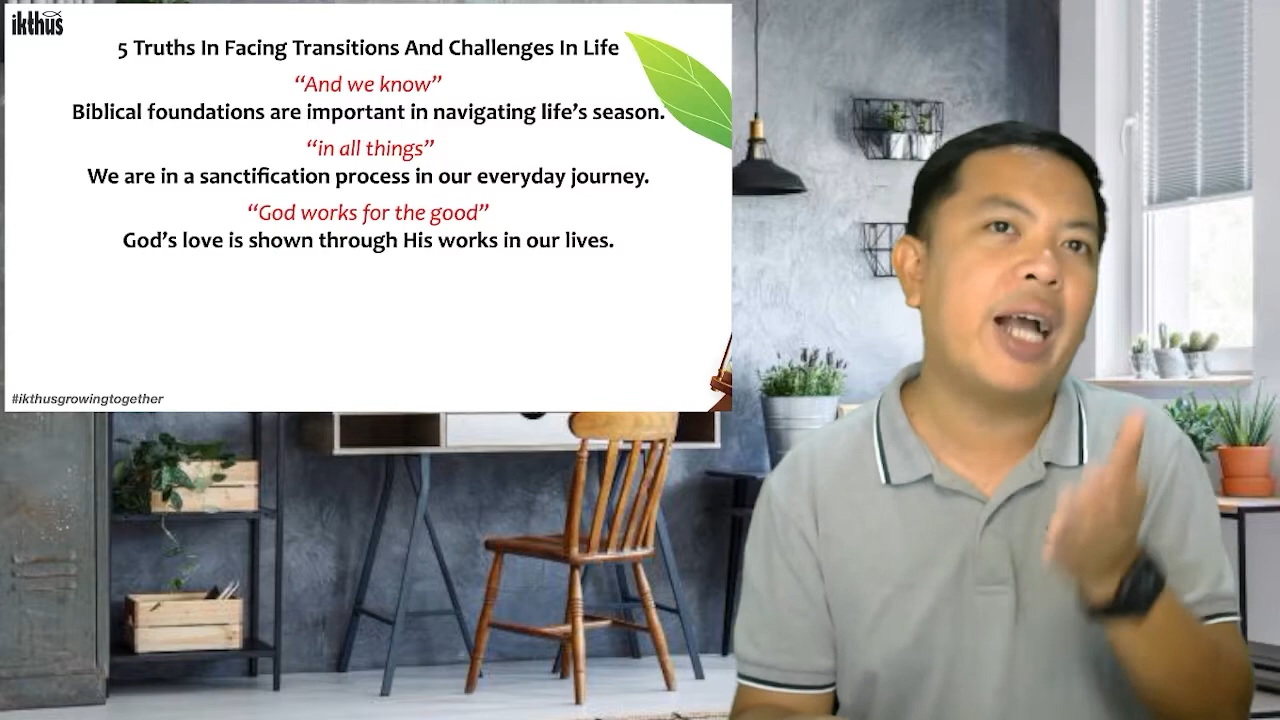 ikthus
5 Truths In Facing Transitions And Challenges In Life
“And we know”
Biblical foundations are important in navigating life’s season.
“in all things”
We are in a sanctification process in our everyday journey.
“God works for the good”
God’s love is shown through His works in our lives.
#ikthusgrowingtogether